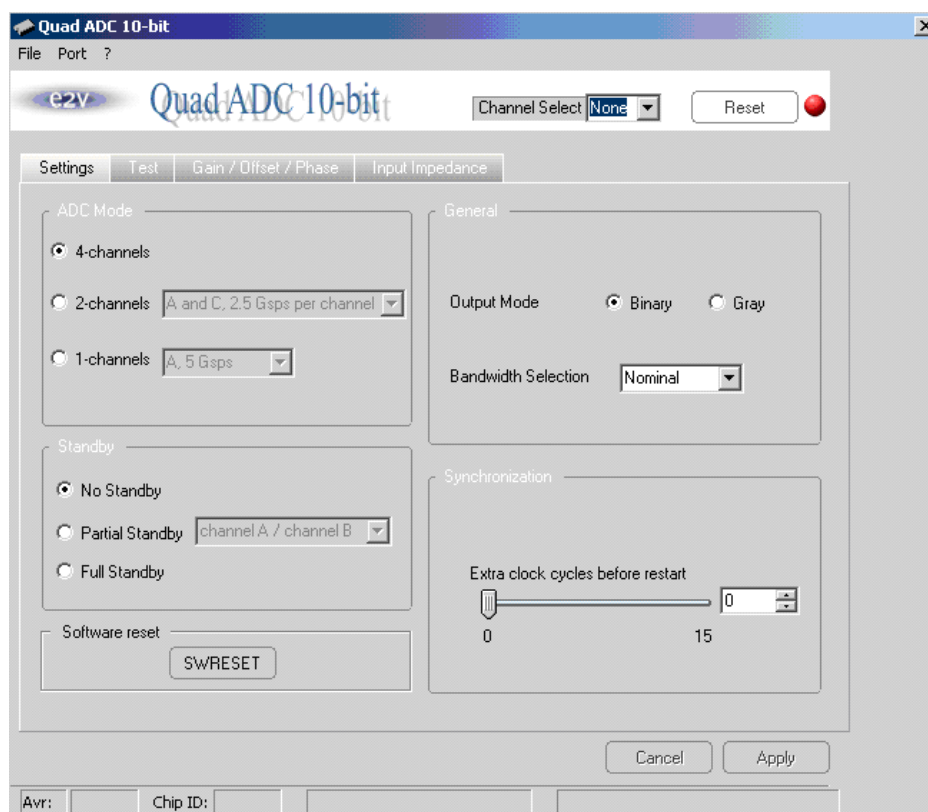 Quad ADC 10-bit
File Port ?
e2v Quad ADC 10-bit Channel Select None Reset
Settings Test Gain / Offset / Phase Input Impedance
ADC Mode
4-channels
2-channels A and C, 2.5 Gsps per channel
1-channels A, 5 Gsps
General
Output Mode Binary Gray
Bandwidth Selection Nominal
Standby
No Standby
Partial Standby channel A / channel B
Full Standby
Synchronization
Extra clock cycles before restart
0
0 15
Software reset
SWRESET
Cancel Apply
Avr: Chip ID: